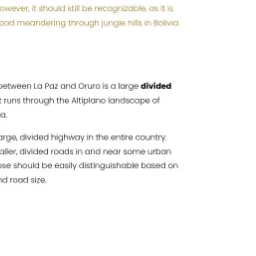 owever, it should still be recognizable, as it is
oad meandering through jungle hills in Bolivia.
between La Paz and Oruro is a large divided
t runs through the Altiplano landscape of
a.
arge, divided highway in the entire country.
aller, divided roads in and near some urban
ose should be easily distinguishable based on
nd road size.